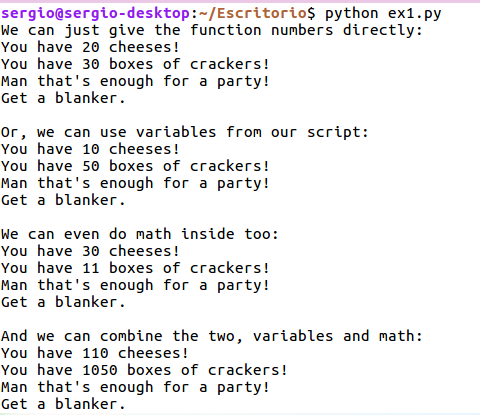 sergio@sergio-desktop:~/Escritorio$ python ex1.py
We can just give the function numbers directly:
You have 20 cheeses!
You have 30 boxes of crackers!
Man that's enough for a party!
Get a blanker.

Or, we can use variables from our script:
You have 10 cheeses!
You have 50 boxes of crackers!
Man that's enough for a party!
Get a blanker.

We can even do math inside too:
You have 30 cheeses!
You have 11 boxes of crackers!
Man that's enough for a party!
Get a blanker.

And we can combine the two, variables and math:
You have 110 cheeses!
You have 1050 boxes of crackers!
Man that's enough for a party!
Get a blanker.